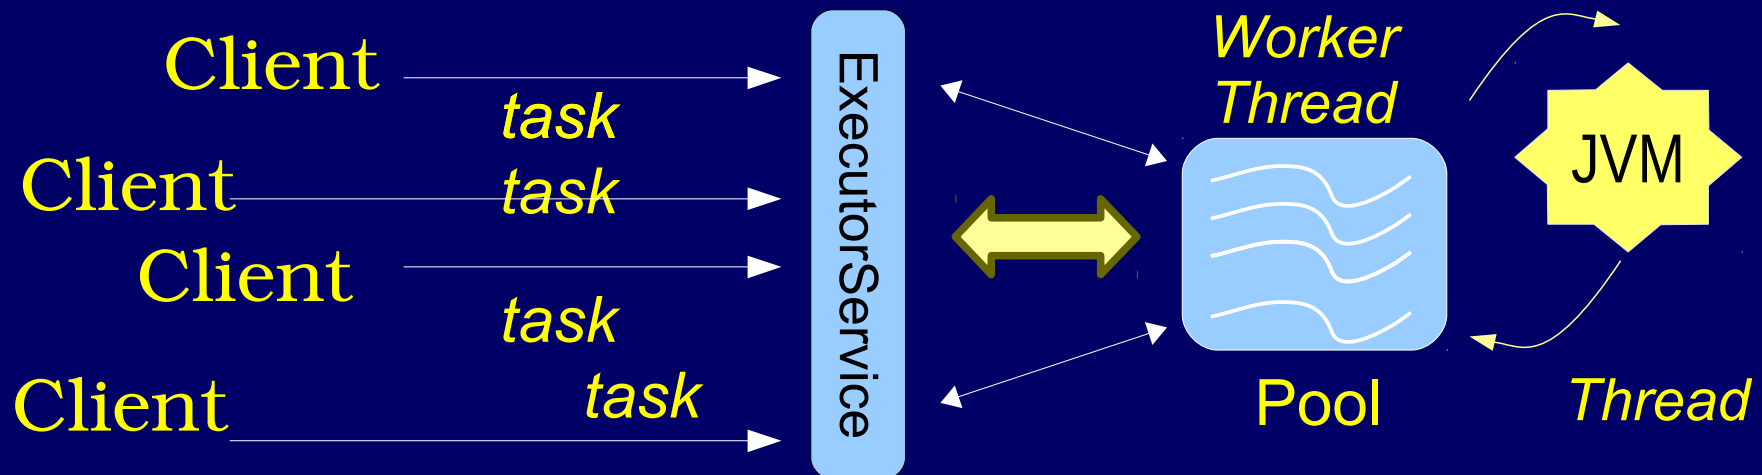 Client
task
Client
task
Client
task
Client
task
ExecutorService
Worker
Thread
Pool
JVM
Thread